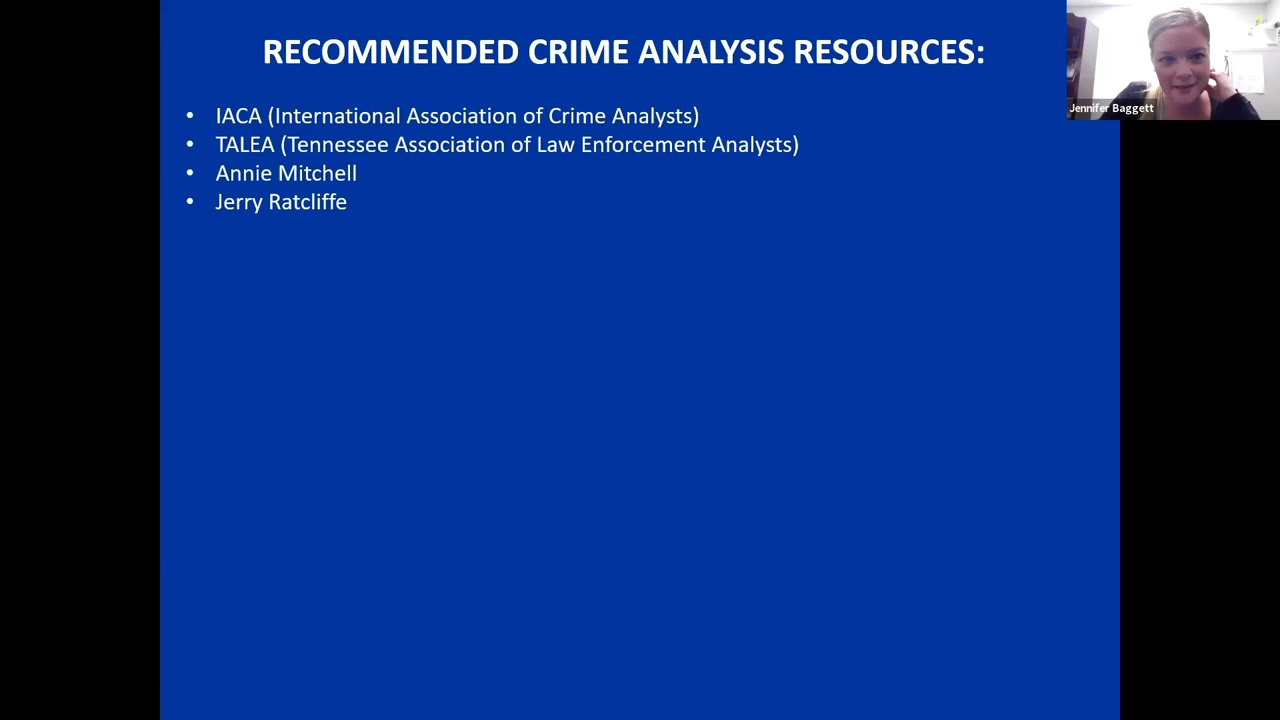 RECOMMENDED CRIME ANALYSIS RESOURCES:
• IACA (International Association of Crime Analysts)
• TALEA (Tennessee Association of Law Enforcement Analysts)
• Annie Mitchell
• Jerry Ratcliffe
Jennifer Baggett